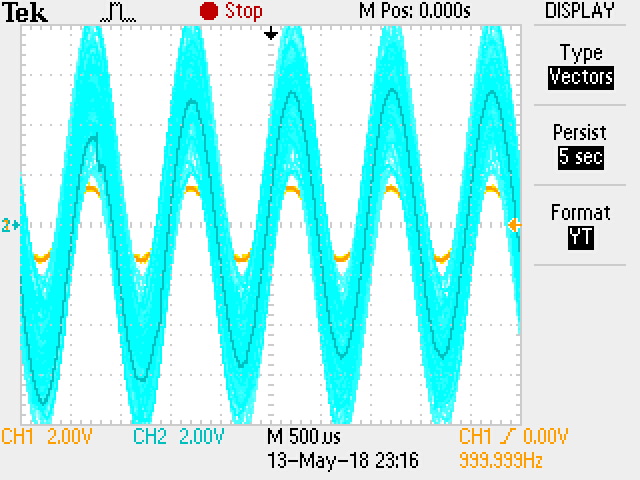 Tek Stop M Pos: 0.000s DISPLAY
Type
Vectors
Persist
5 sec
Format
YT
2
CH1 2.00V CH2 2.00V M 500µs CH1 0.00V
13-May-18 23:16 999.999Hz